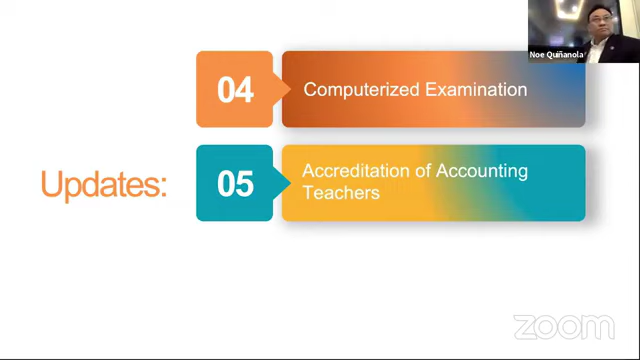 Noe Quiñanola
04
Computerized Examination
Updates:
05
Accreditation of Accounting
Teachers
zoom